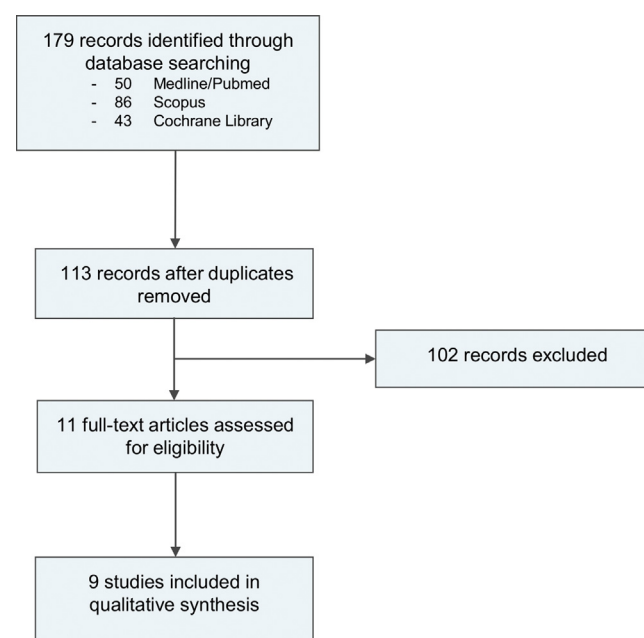 179 records identified through
database searching
- 50 Medline/Pubmed
- 86 Scopus
- 43 Cochrane Library
113 records after duplicates
removed
102 records excluded
11 full-text articles assessed
for eligibility
9 studies included in
qualitative synthesis